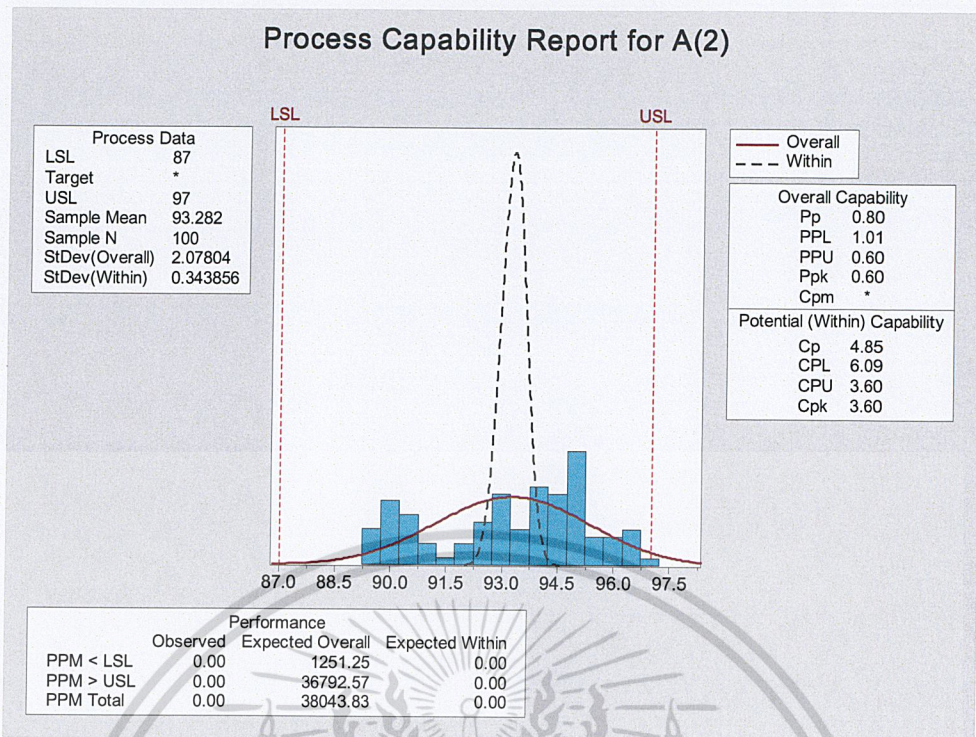 Process Capability Report for A(2)
LSL
USL
Process Data
LSL 87
Target *
USL 97
Sample Mean 93.282
Sample N 100
StDev(Overall) 2.07804
StDev(Within) 0.343856
Overall
Within
Overall Capability
Pp 0.80
PPL 1.01
PPU 0.60
Ppk 0.60
Cpm *
Potential (Within) Capability
Cp 4.85
CPL 6.09
CPU 3.60
Cpk 3.60
87.0 88.5 90.0 91.5 93.0 94.5 96.0 97.5
Performance
Observed Expected Overall Expected Within
PPM < LSL 0.00 1251.25 0.00
PPM > USL 0.00 36792.57 0.00
PPM Total 0.00 38043.83 0.00